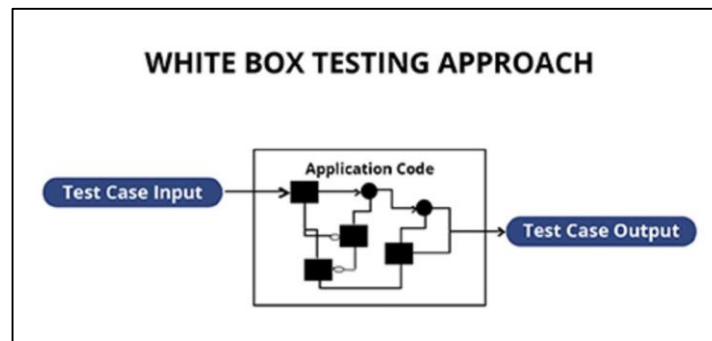 WHITE BOX TESTING APPROACH
Application Code
Test Case Input
Test Case Output